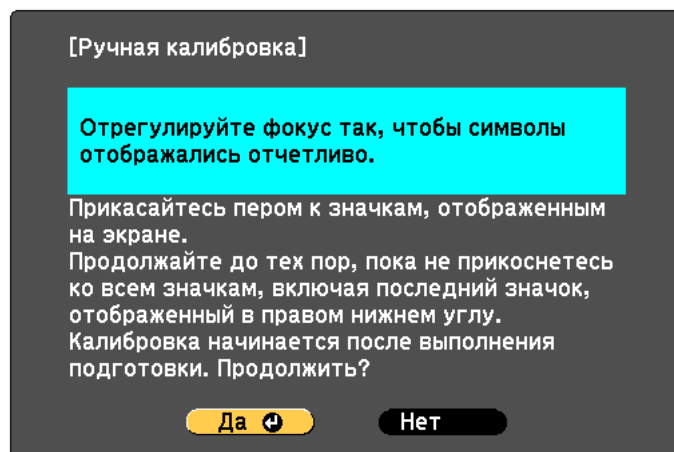 [Ручная калибровка]
Отрегулируйте фокус так, чтобы символы
отображались отчетливо.
Прикасайтесь пером к значкам, отображенным
на экране.
Продолжайте до тех пор, пока не прикоснетесь
ко всем значкам, включая последний значок,
отображенный в правом нижнем углу.
Калибровка начинается после выполнения
подготовки. Продолжить?
Да Нет